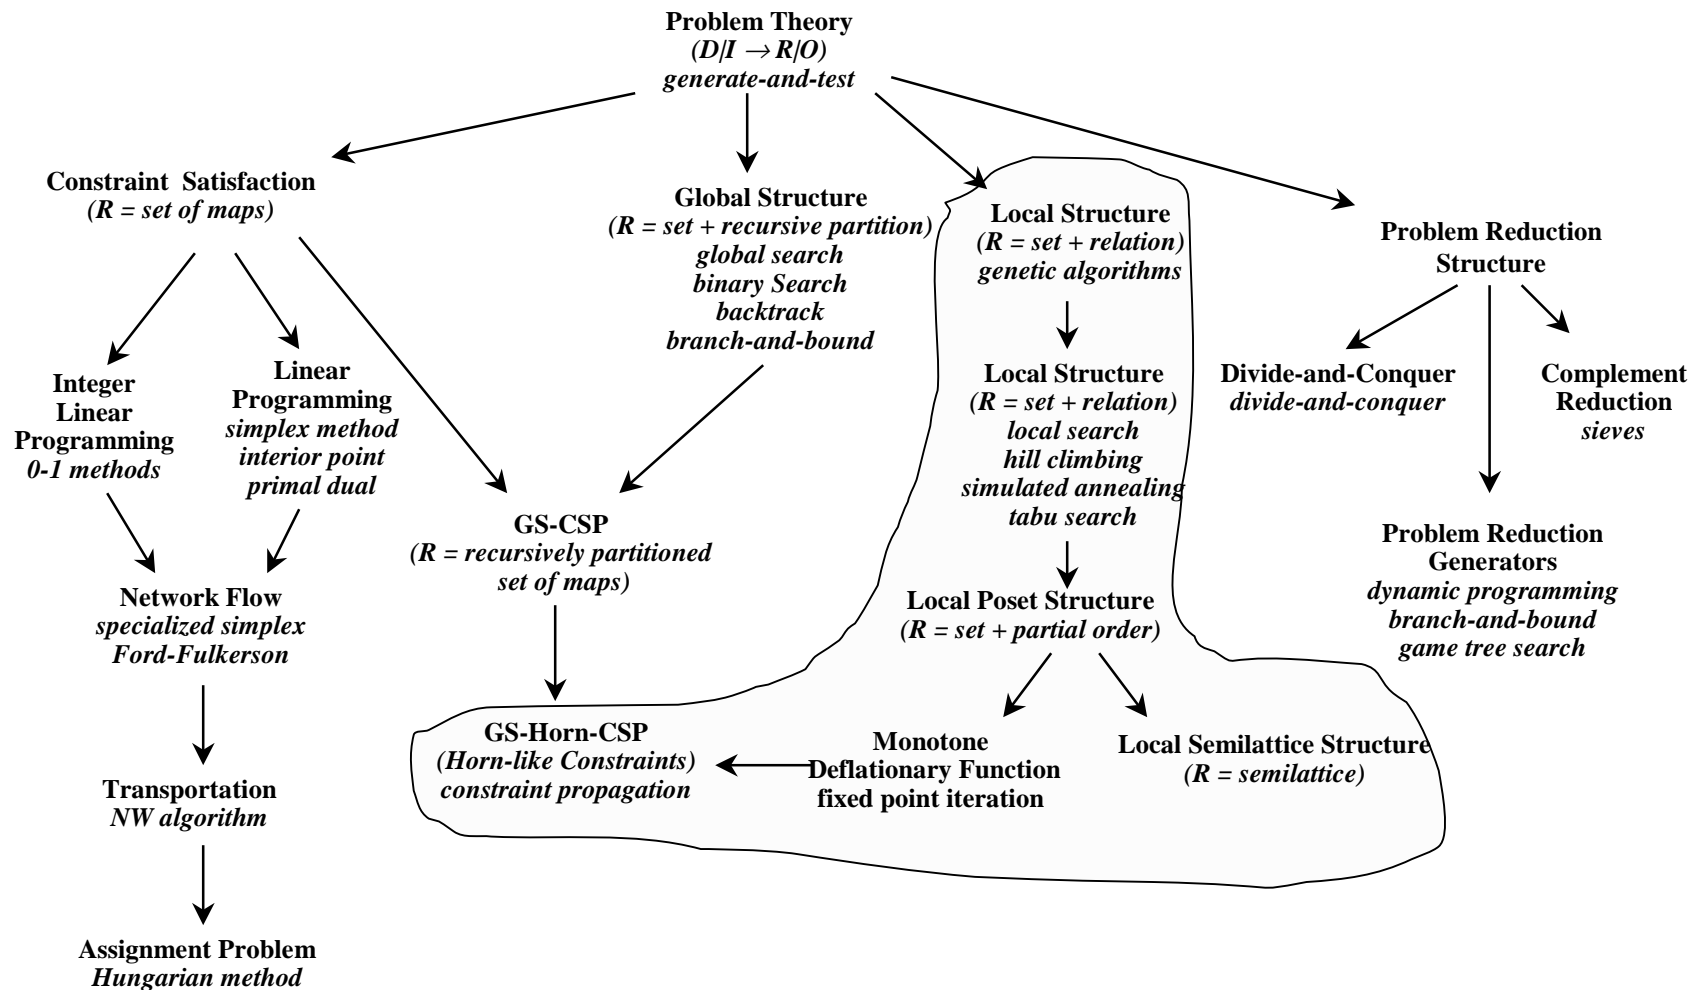 Problem Theory
(D|I → R|O)
generate-and-test
Constraint Satisfaction
(R = set of maps)
Global Structure
(R = set + recursive partition)
global search
binary Search
backtrack
branch-and-bound
Local Structure
(R = set + relation)
genetic algorithms
Problem Reduction
Structure
Integer
Linear
Programming
0-1 methods
Linear
Programming
simplex method
interior point
primal dual
Local Structure
(R = set + relation)
local search
hill climbing
simulated annealing
tabu search
Divide-and-Conquer
divide-and-conquer
Complement
Reduction
sieves
GS-CSP
(R = recursively partitioned
set of maps)
Problem Reduction
Generators
dynamic programming
branch-and-bound
game tree search
Network Flow
specialized simplex
Ford-Fulkerson
Local Poset Structure
(R = set + partial order)
GS-Horn-CSP
(Horn-like Constraints)
constraint propagation
Monotone
Deflationary Function
fixed point iteration
Local Semilattice Structure
(R = semilattice)
Transportation
NW algorithm
Assignment Problem
Hungarian method